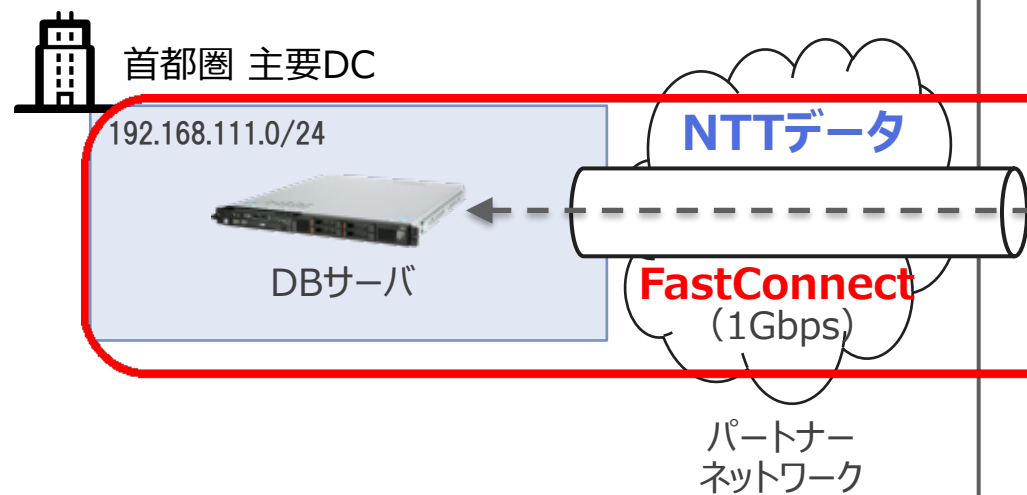 首都圏 主要DC
192.168.111.0/24
DBサーバ
NTTデータ
FastConnect
（1Gbps）
パートナー
ネットワーク